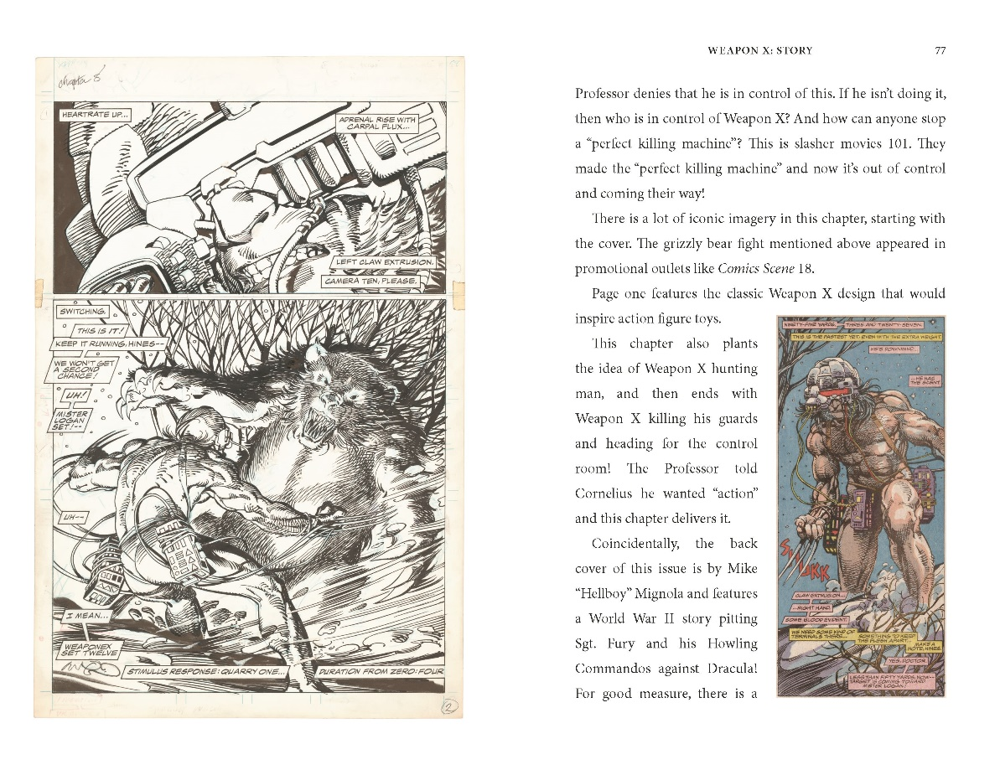 chapter 8
HEARTRATE UP...
ADRENAL RISE WITH
CARPAL FLUX...
LEFT CLAW EXTRUSION.
CAMERA TEN, PLEASE.
SWITCHING.
THIS IS IT!
KEEP IT RUNNING, HINES--
WE WON'T GET
A SECOND
CHANCE!
UH!
MISTER
LOGAN
SET!--
UH--
I MEAN...
WEAPONEX
SET TWELVE
STIMULUS RESPONSE: QUARRY ONE...
DURATION FROM ZERO: FOUR
2
WEAPON X: STORY
77
Professor denies that he is in control of this. If he isn’t doing it,
then who is in control of Weapon X? And how can anyone stop
a “perfect killing machine”? This is slasher movies 101. They
made the “perfect killing machine” and now it’s out of control
and coming their way!
There is a lot of iconic imagery in this chapter, starting with
the cover. The grizzly bear fight mentioned above appeared in
promotional outlets like Comics Scene 18.
Page one features the classic Weapon X design that would
inspire action figure toys.
This chapter also plants
the idea of Weapon X hunting
man, and then ends with
Weapon X killing his guards
and heading for the control
room! The Professor told
Cornelius he wanted “action”
and this chapter delivers it.
Coincidentally, the back
cover of this issue is by Mike
“Hellboy” Mignola and features
a World War II story pitting
Sgt. Fury and his Howling
Commandos against Dracula!
For good measure, there is a
NINETY-FIVE YARDS... THREE AND TWENTY-SEVEN.
THIS IS THE FASTEST YET, EVEN WITH THE EXTRA WEIGHT.
HE'S DOWNWIND...
...HE HAS
THE SCENT.
CLAW EXTRUSION...
...RIGHT HAND.
SOME BLOOD EVIDENT.
WE NEED SOME KIND OF
TERMINALS THERE...
SOMETHING TO KEEP
THE FLESH APART...
MAKE A
NOTE, HINES.
YES, DOCTOR.
LESS THAN FIFTY YARDS, NOW--
TARGET IS COMING TOWARD
MISTER LOGAN!